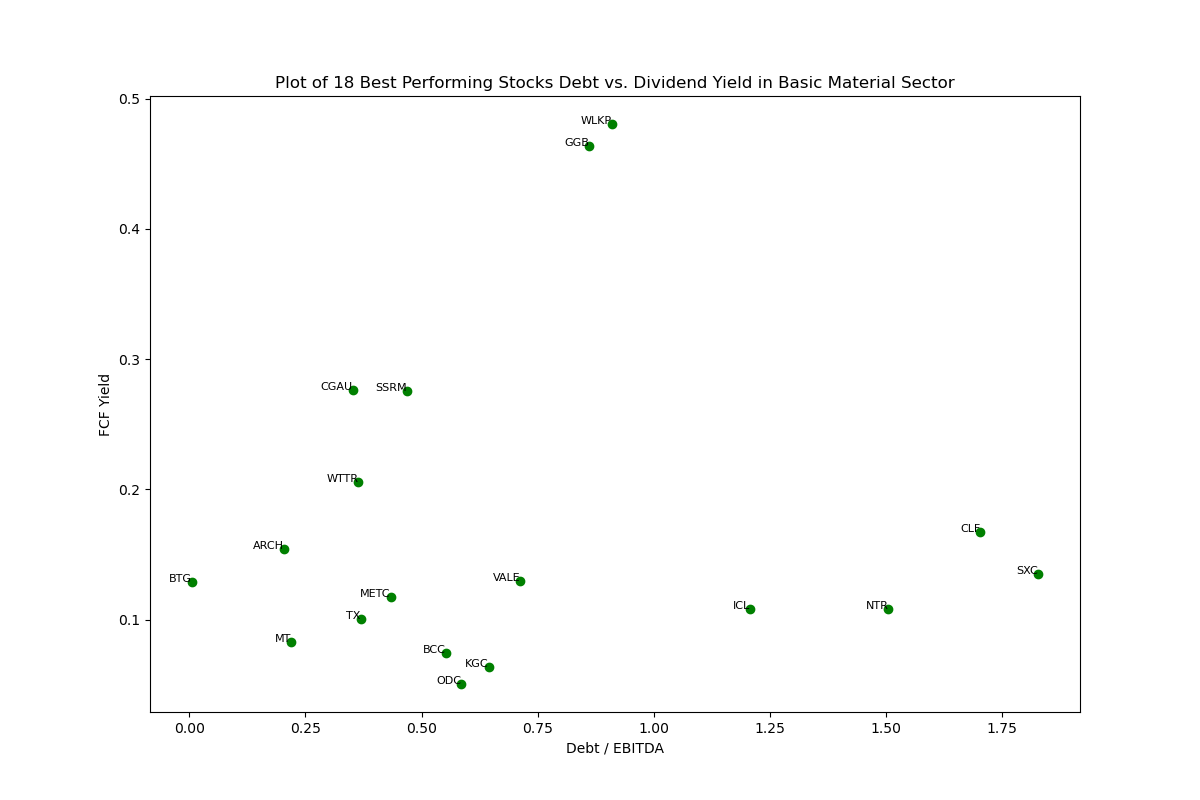 Plot of 18 Best Performing Stocks Debt vs. Dividend Yield in Basic Material Sector
0.5
WLKP
GGB
0.4
0.3
CGAU
SSRM
FCF Yield
WTTR
0.2
CLF
ARCH
SXC
BTG
VALE
METC
ICL
NTR
TX
0.1
MT
BCC
KGC
ODC
0.00
0.25
0.50
0.75
1.00
1.25
1.50
1.75
Debt / EBITDA